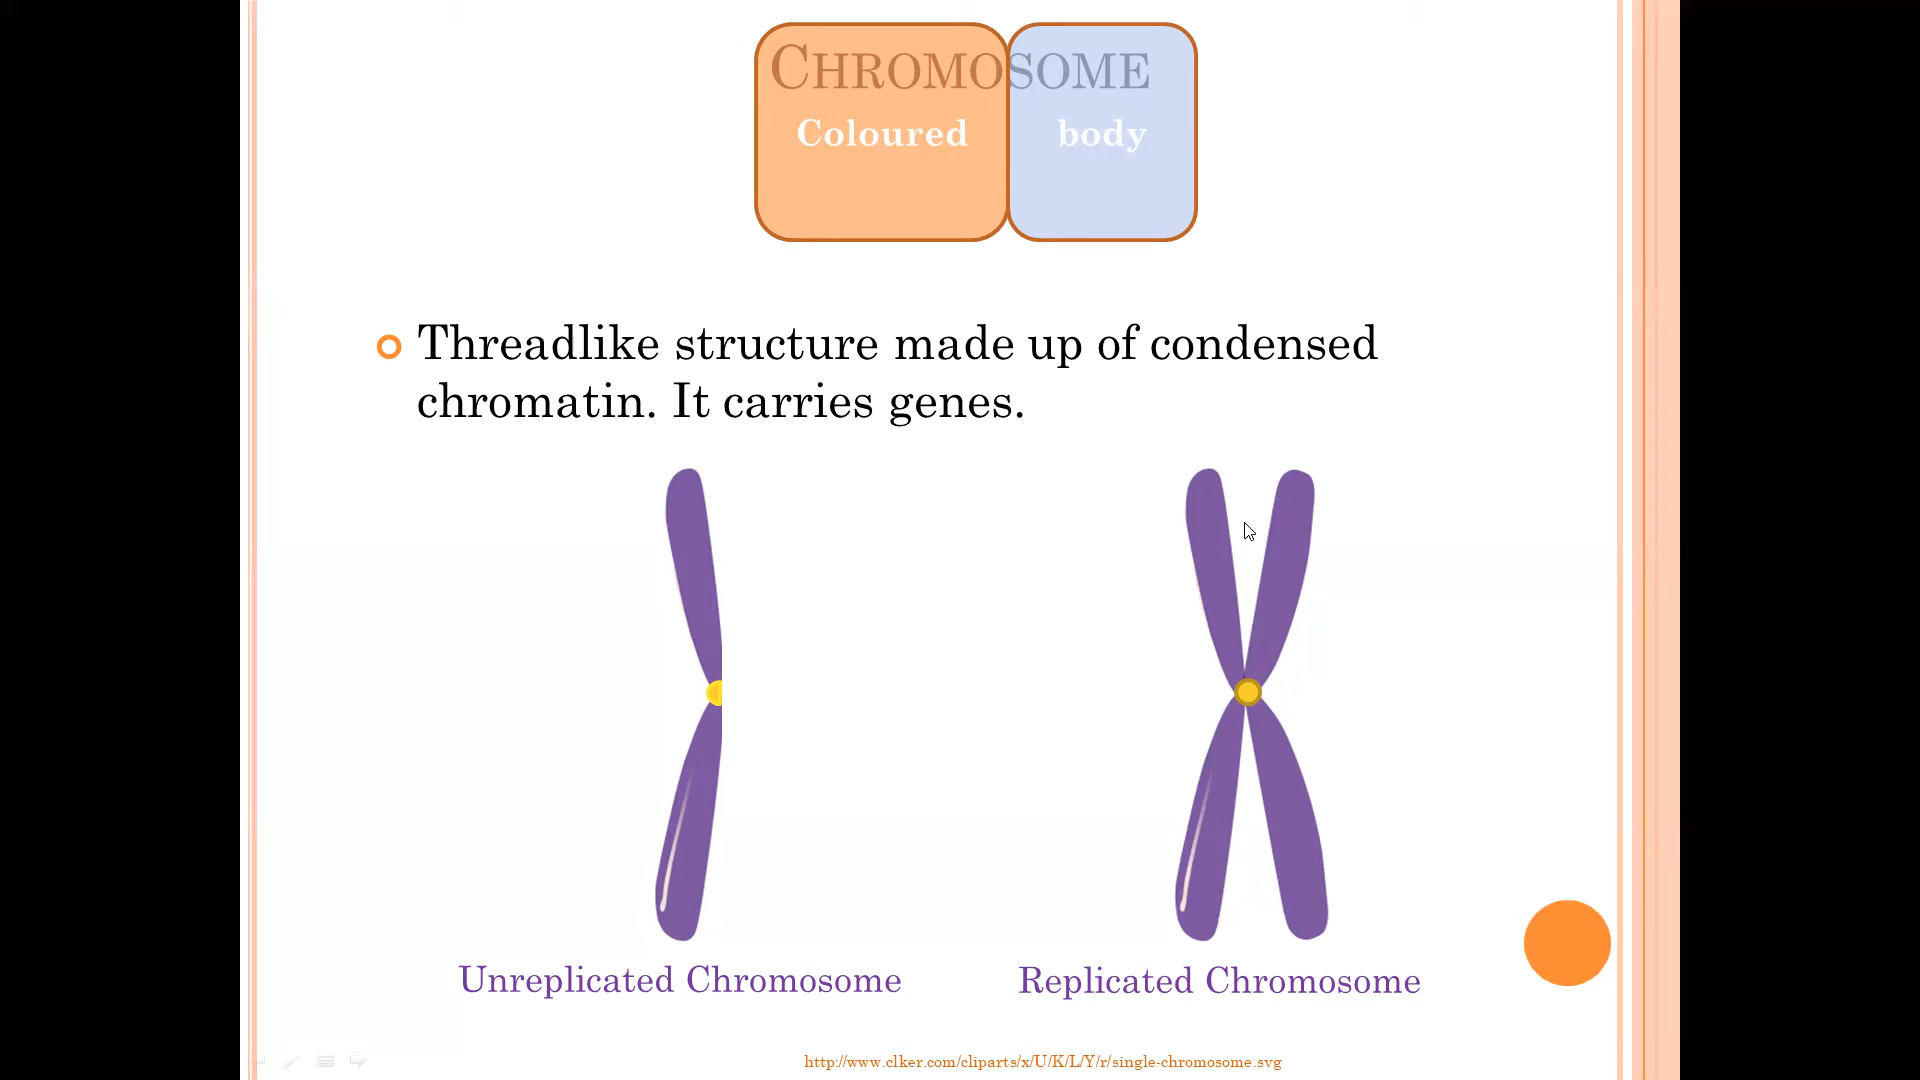 CHROMOSOME
Coloured body
Threadlike structure made up of condensed
chromatin. It carries genes.
Unreplicated Chromosome
Replicated Chromosome
http://www.clker.com/cliparts/x/U/K/L/Y/r/single-chromosome.svg